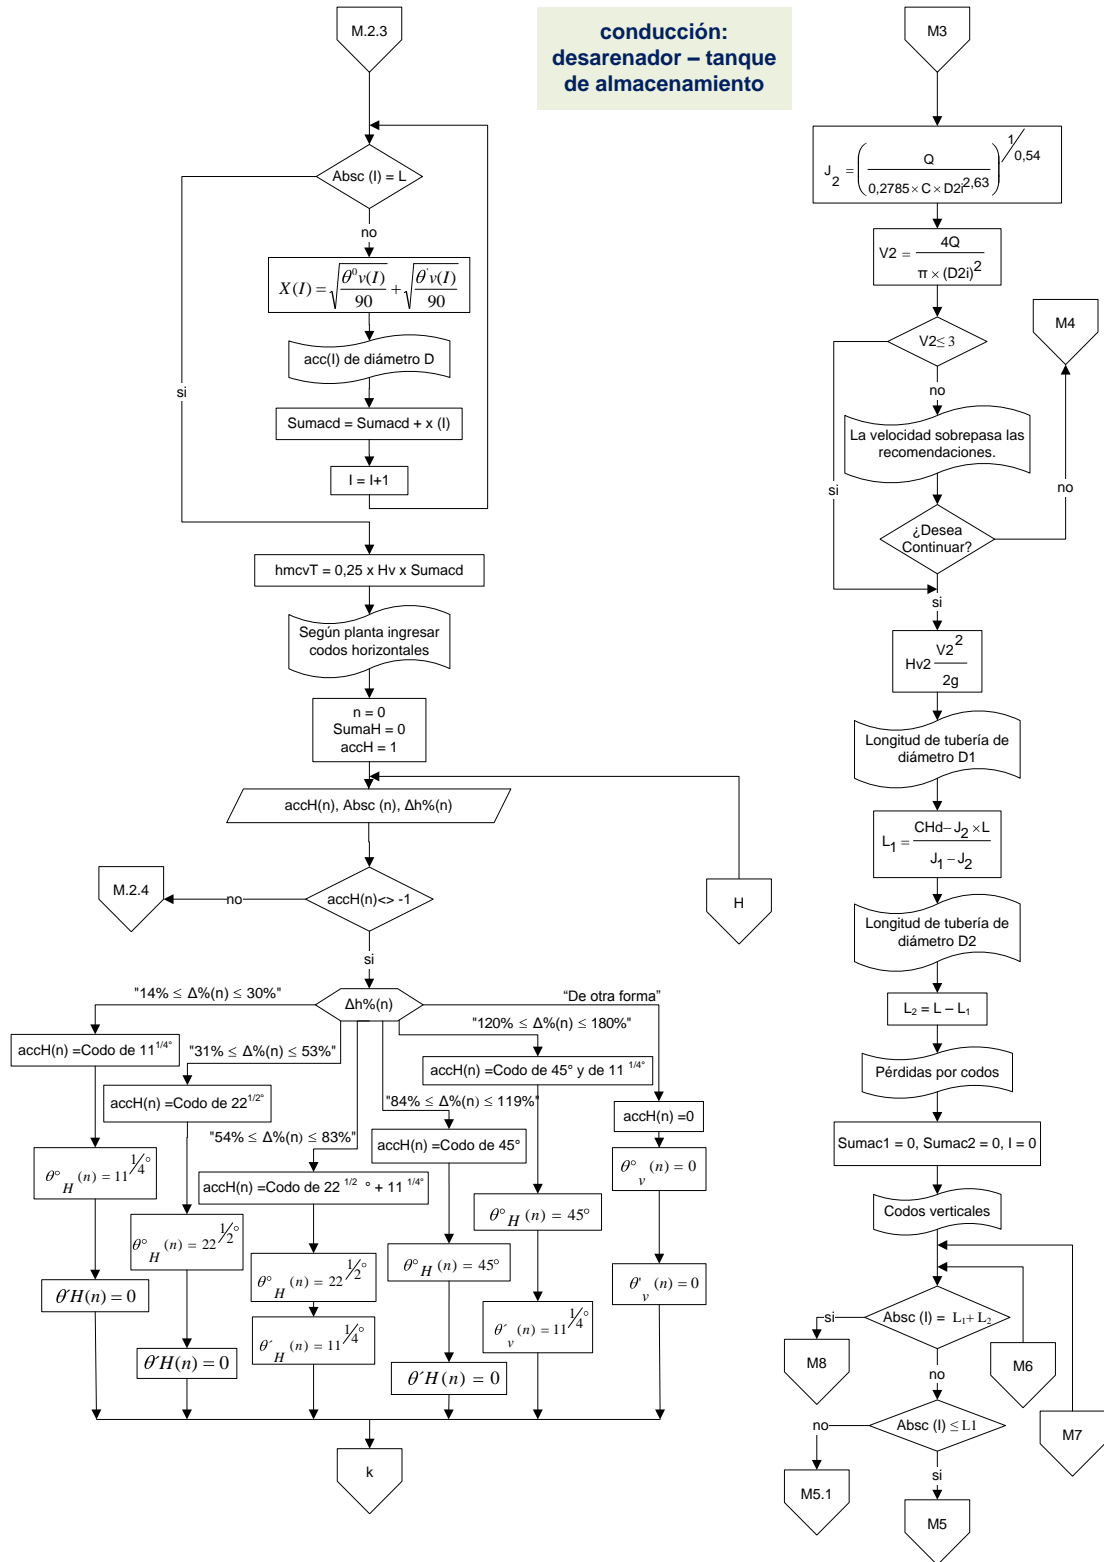 conducción:
desarenador – tanque
de almacenamiento
M.2.3
Absc (I) = L
no
si
X(I) = √(θ⁰v(I)/90) + √(θ'v(I)/90)
acc(I) de diámetro D
Sumacd = Sumacd + x (I)
I = I+1
hmcvT = 0,25 x Hv x Sumacd
Según planta ingresar
codos horizontales
n = 0
SumaH = 0
accH = 1
accH(n), Absc (n), Δh%(n)
accH(n)<> -1
no
M.2.4
H
si
Δh%(n)
"14% ≤ Δ%(n) ≤ 30%"
accH(n) =Codo de 11 1/4°
θ°H (n) = 11 1/4°
θ'H(n) = 0
"31% ≤ Δ%(n) ≤ 53%"
accH(n) =Codo de 22 1/2°
θ°H (n) = 22 1/2°
θ'H(n) = 0
"54% ≤ Δ%(n) ≤ 83%"
accH(n) =Codo de 22 1/2 ° + 11 1/4°
θ°H (n) = 22 1/2°
θ´H (n) = 11 1/4°
"84% ≤ Δ%(n) ≤ 119%"
accH(n) =Codo de 45°
θ°H (n) = 45°
θ´H(n) = 0
"120% ≤ Δ%(n) ≤ 180%"
accH(n) =Codo de 45° y de 11 1/4°
θ°H (n) = 45°
θ´v (n) = 11 1/4°
“De otra forma”
accH(n) =0
θ°v (n) = 0
θ'v (n) = 0
k
M3
J₂ = (Q / (0,2785 × C × D2i^2,63))^(1/0,54)
V2 = 4Q / (π × (D2i)²)
V2 ≤ 3
M4
no
La velocidad sobrepasa las
recomendaciones.
si
no
¿Desea
Continuar?
si
Hv2 V2²/2g
Longitud de tubería de
diámetro D1
L₁ = (CHd − J₂ × L) / (J₁ − J₂)
Longitud de tubería de
diámetro D2
L₂ = L – L₁
Pérdidas por codos
Sumac1 = 0, Sumac2 = 0, I = 0
Codos verticales
Absc (I) = L₁+ L₂
si
M8
M6
no
Absc (I) ≤ L1
no
M7
M5.1
si
M5